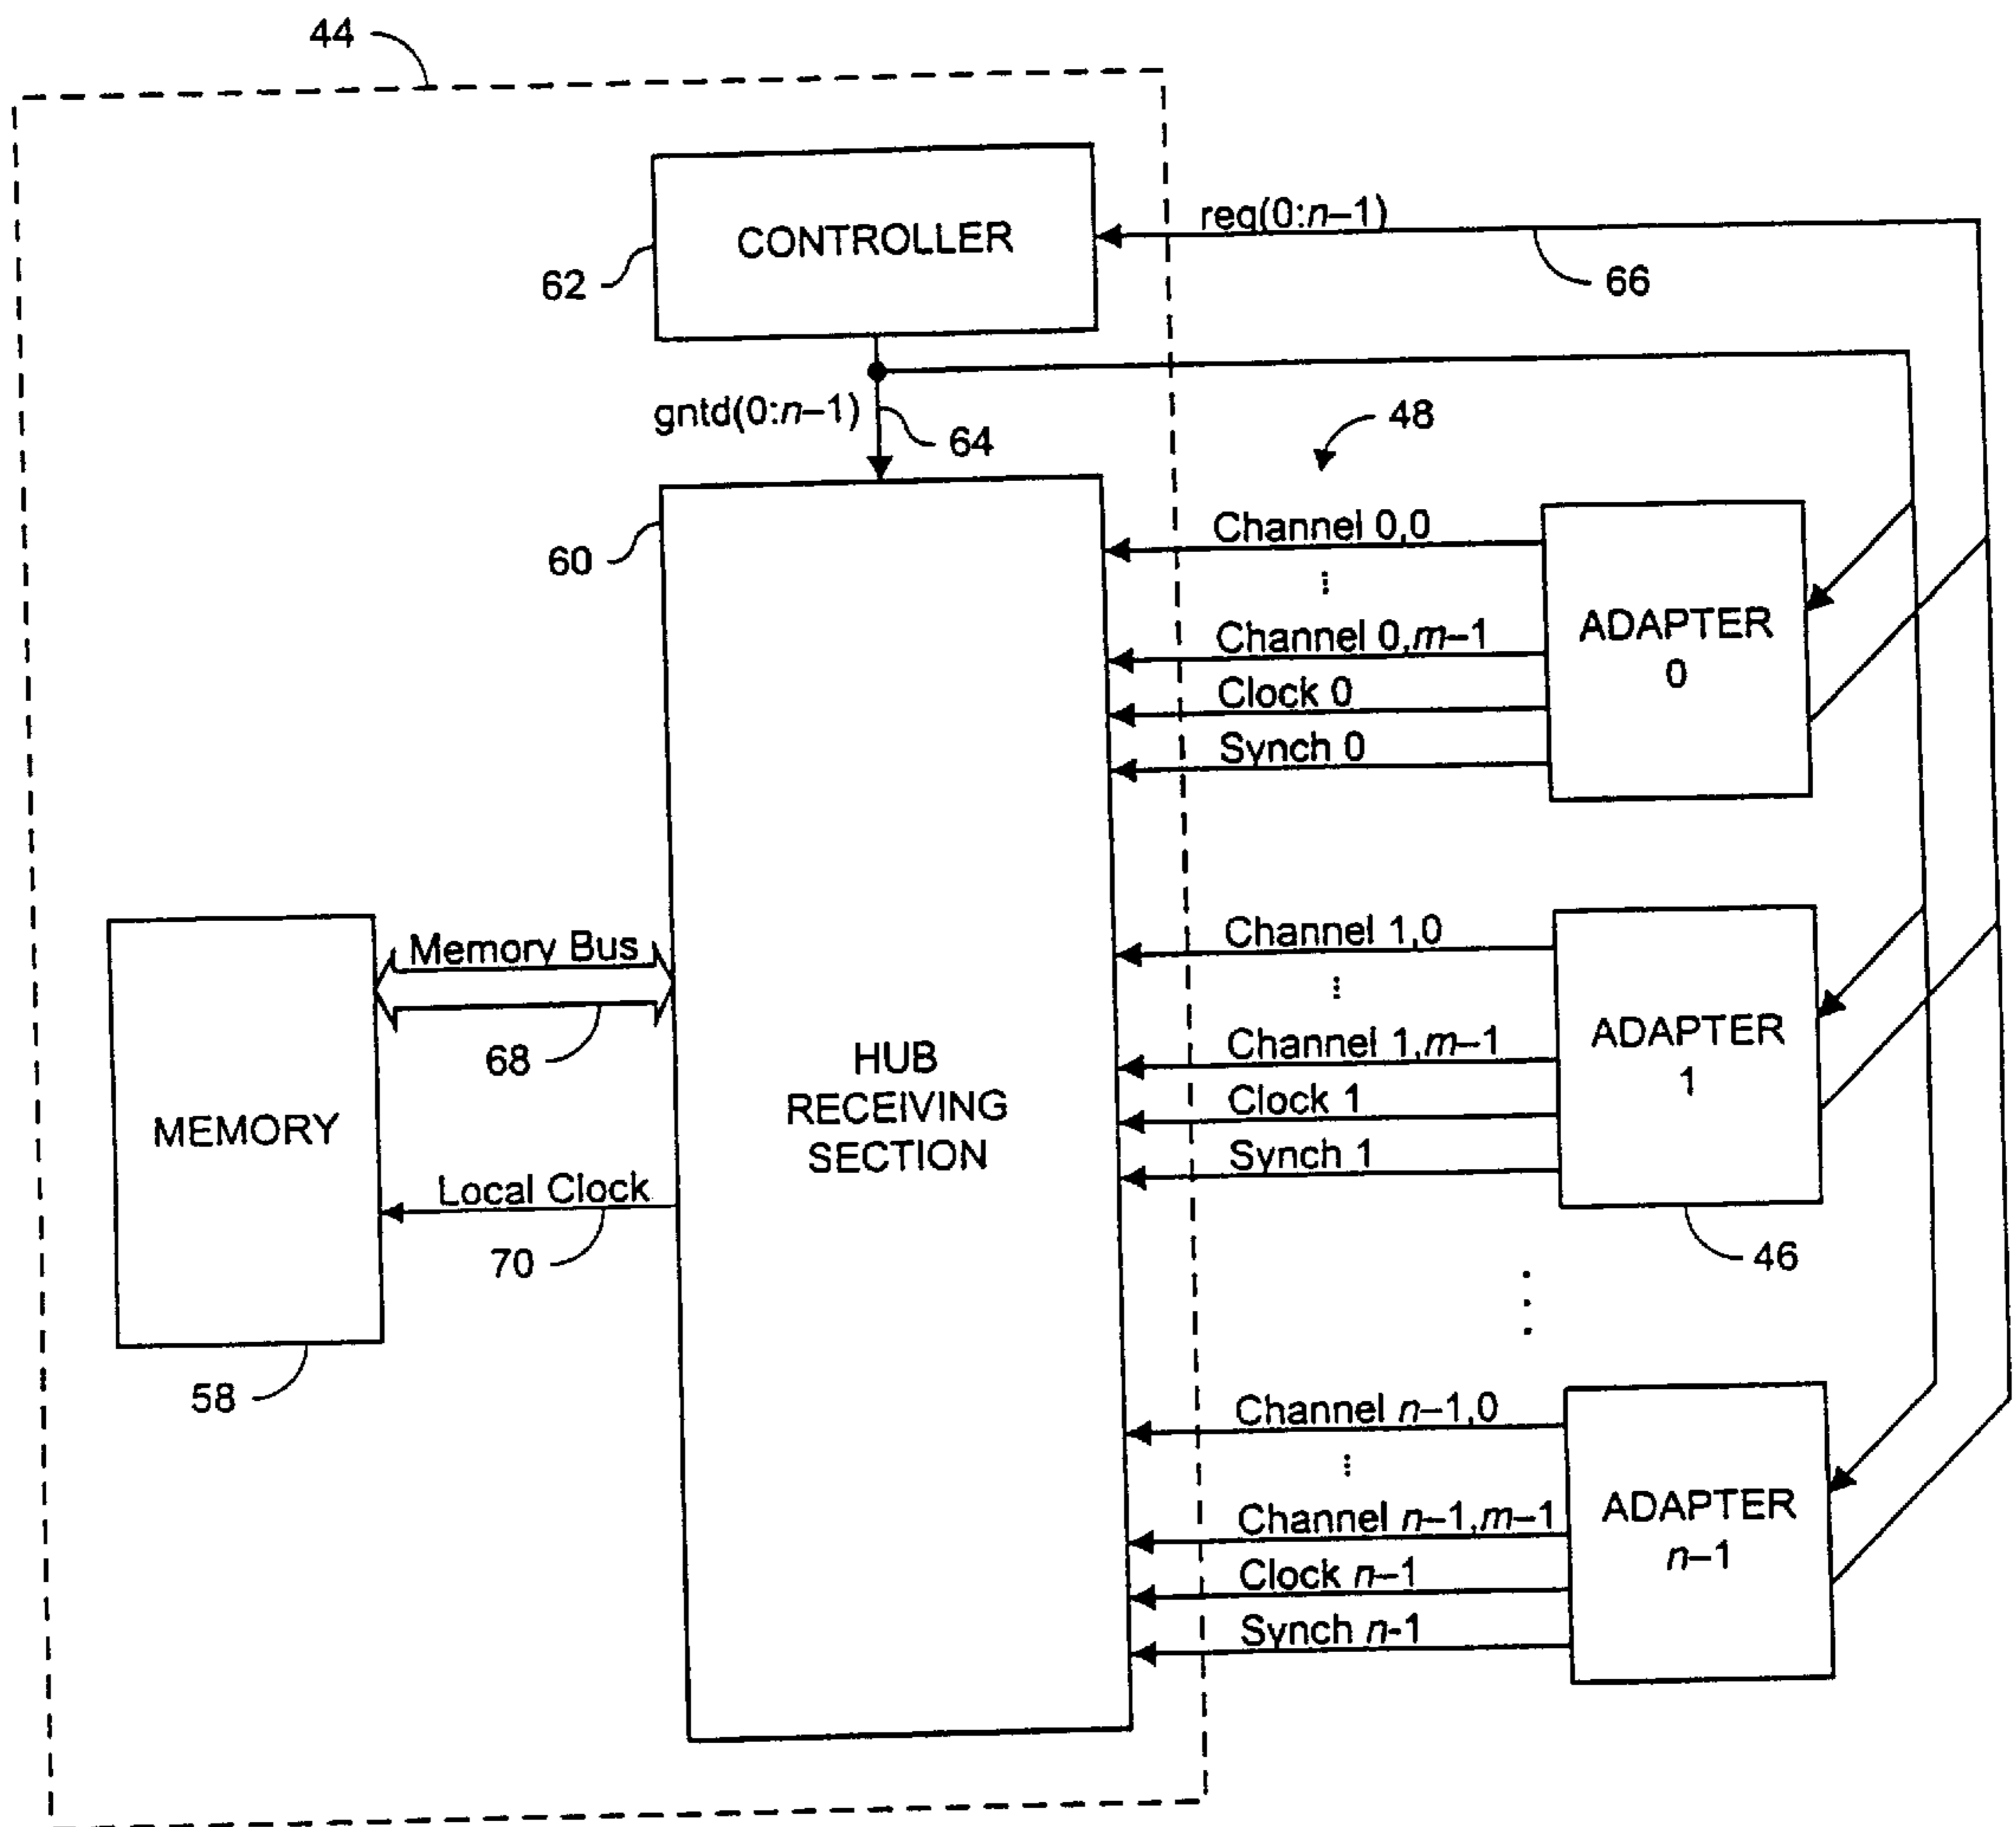 44
CONTROLLER
req(0:n–1)
62
66
gntd(0:n–1)
64
48
60
Channel 0,0
...
Channel 0,m–1
Clock 0
Synch 0
ADAPTER
0
Memory Bus
68
MEMORY
Local Clock
70
58
HUB
RECEIVING
SECTION
Channel 1,0
...
Channel 1,m–1
Clock 1
Synch 1
ADAPTER
1
46
...
Channel n–1,0
...
Channel n–1,m–1
Clock n–1
Synch n-1
ADAPTER
n–1